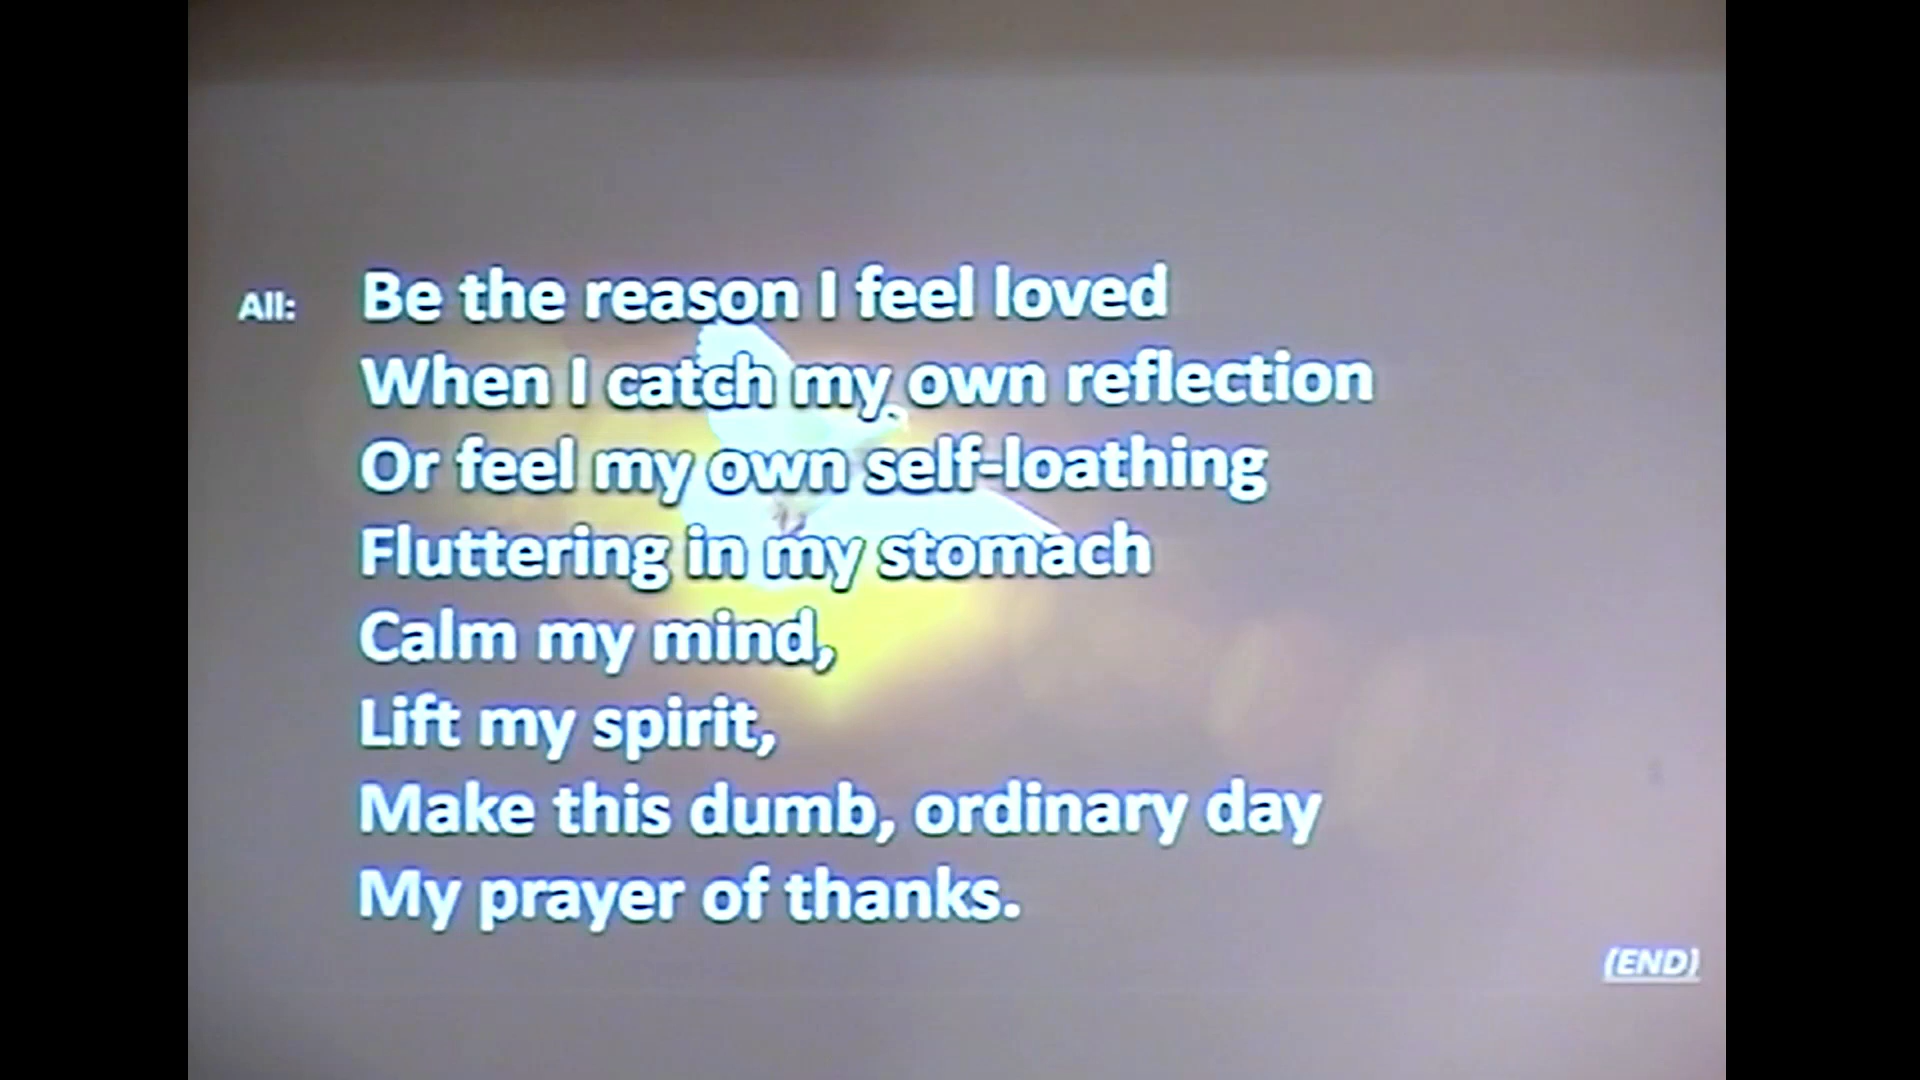 All: Be the reason I feel loved
When I catch my own reflection
Or feel my own self-loathing
Fluttering in my stomach
Calm my mind,
Lift my spirit,
Make this dumb, ordinary day
My prayer of thanks.
(END)